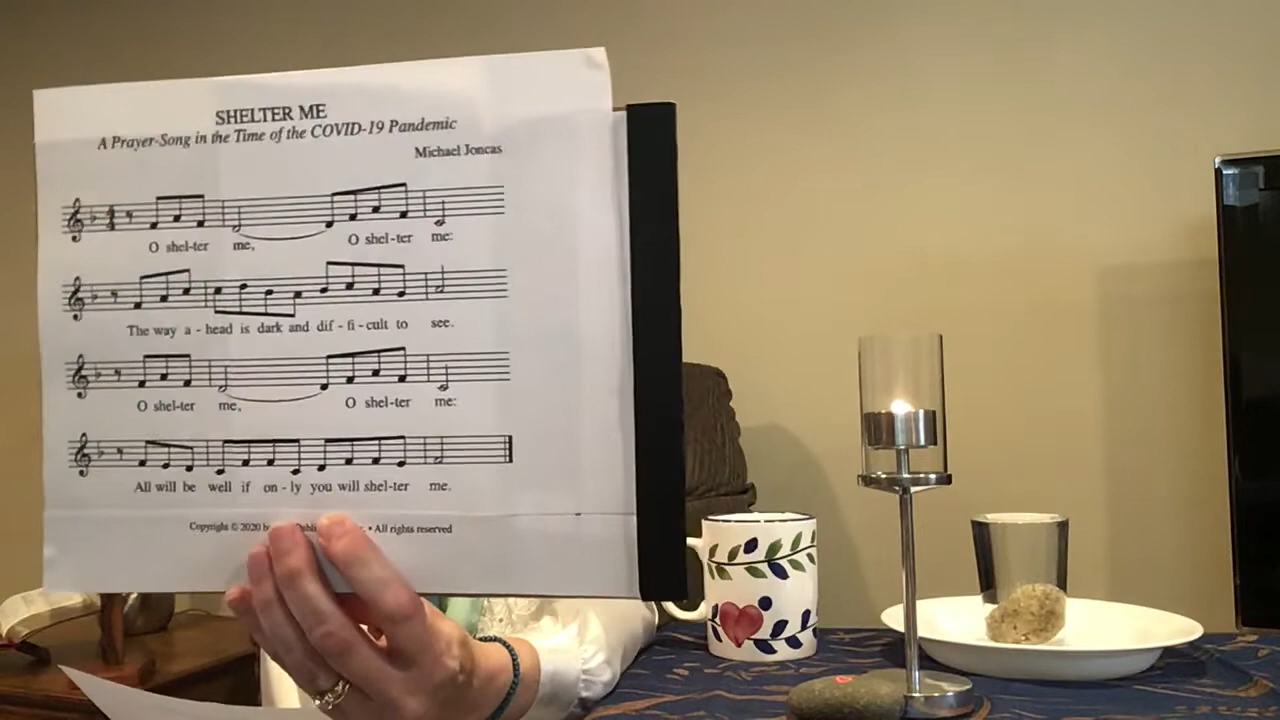 SHELTER ME
A Prayer-Song in the Time of the COVID-19 Pandemic
Michael Joncas
O shel-ter me, O shel-ter me:
The way a - head is dark and dif - fi - cult to see.
O shel-ter me, O shel-ter me:
All will be well if on - ly you will shel-ter me.
Copyright © 2020 • All rights reserved